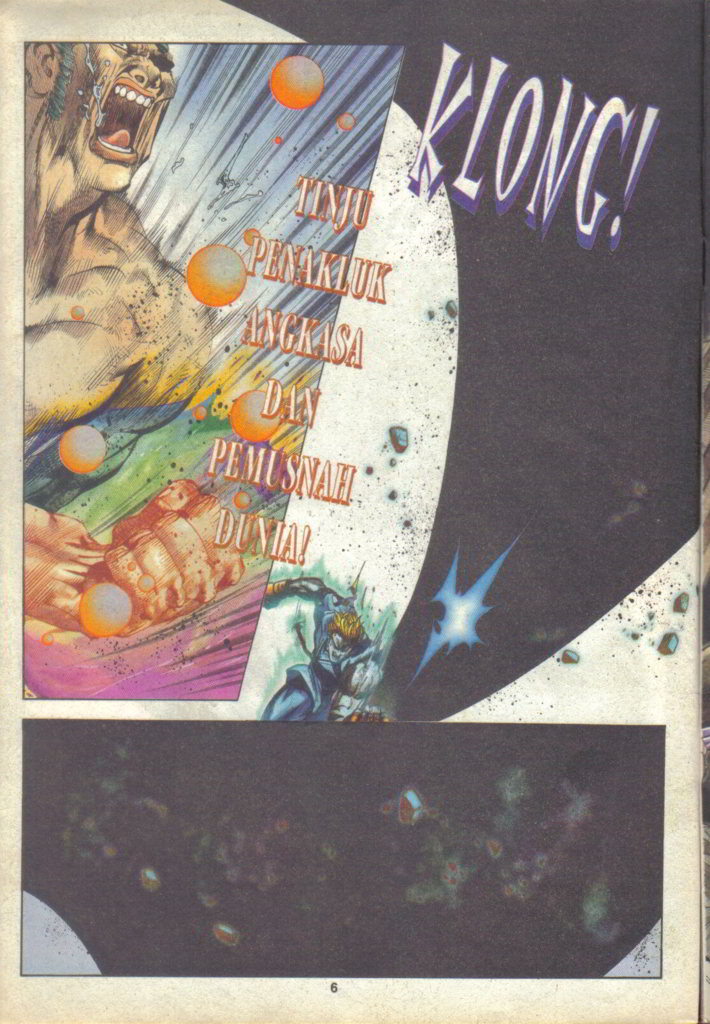 KLONG!
TINJU
PENAKLUK
ANGKASA
DAN
PEMUSNAH
DUNIA!
6